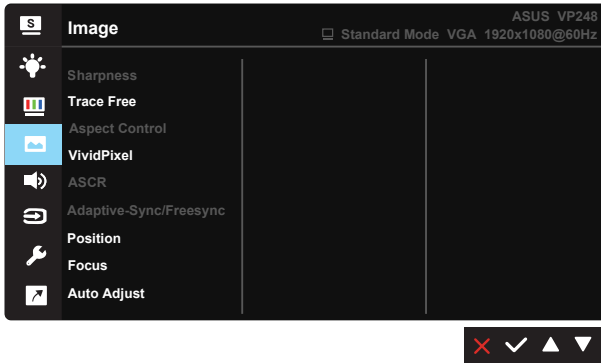 S
Image
ASUS VP248
Standard Mode VGA 1920x1080@60Hz
Sharpness
Trace Free
Aspect Control
VividPixel
ASCR
Adaptive-Sync/Freesync
Position
Focus
Auto Adjust